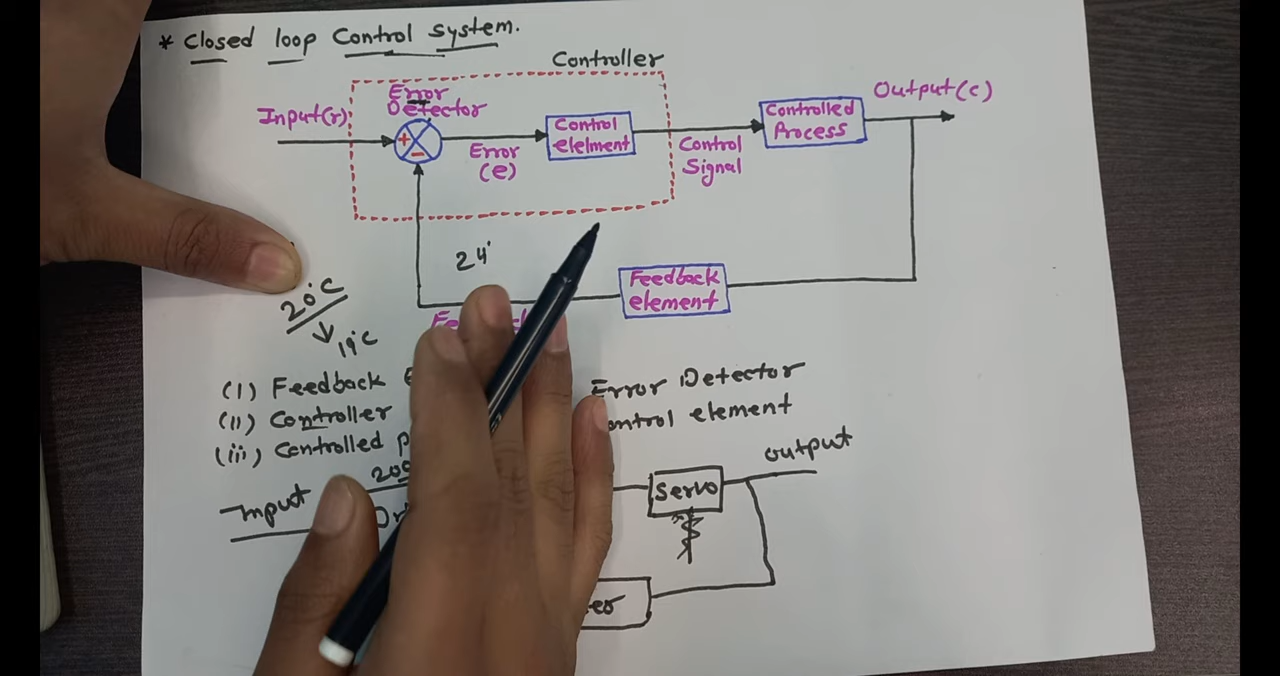 * Closed loop Control System.
Controller
Error
Detector
Input(r)
Output(c)
+
-
Error
(e)
Control
elelment
Control
Signal
Controlled
Process
24°
Feedback
element
20°C
19°C
(i) Feedback
Error Detector
(ii) Controller
control element
(iii) Controlled
Input
Servo
output